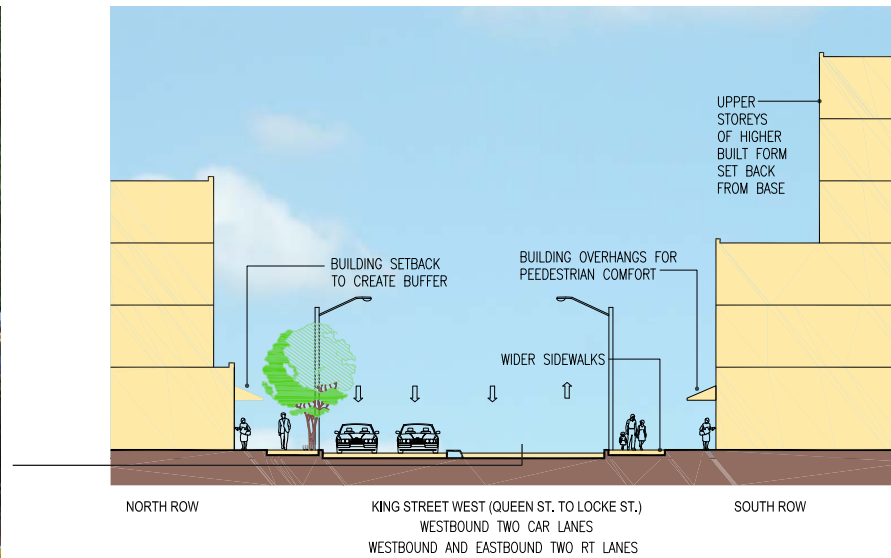 UPPER
STOREYS
OF HIGHER
BUILT FORM
SET BACK
FROM BASE
BUILDING SETBACK
TO CREATE BUFFER
BUILDING OVERHANGS FOR
PEEDESTRIAN COMFORT
WIDER SIDEWALKS
NORTH ROW
KING STREET WEST (QUEEN ST. TO LOCKE ST.)
SOUTH ROW
WESTBOUND TWO CAR LANES
WESTBOUND AND EASTBOUND TWO RT LANES